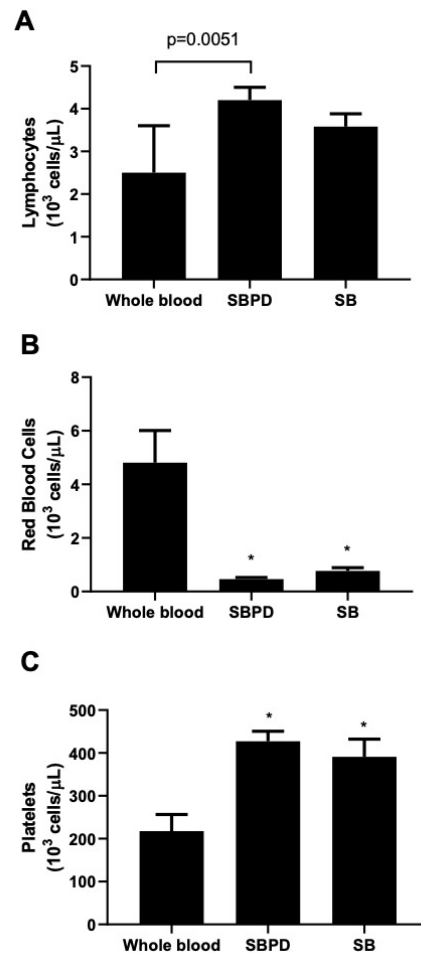 A
p=0.0051
Lymphocytes
(10³ cells/μL)
5
4
3
2
1
0
Whole blood SBPD SB
B
Red Blood Cells
(10³ cells/μL)
8
6
4
2
0
*
*
Whole blood SBPD SB
C
Platelets
(10³ cells/μL)
500
400
300
200
100
0
*
*
Whole blood SBPD SB